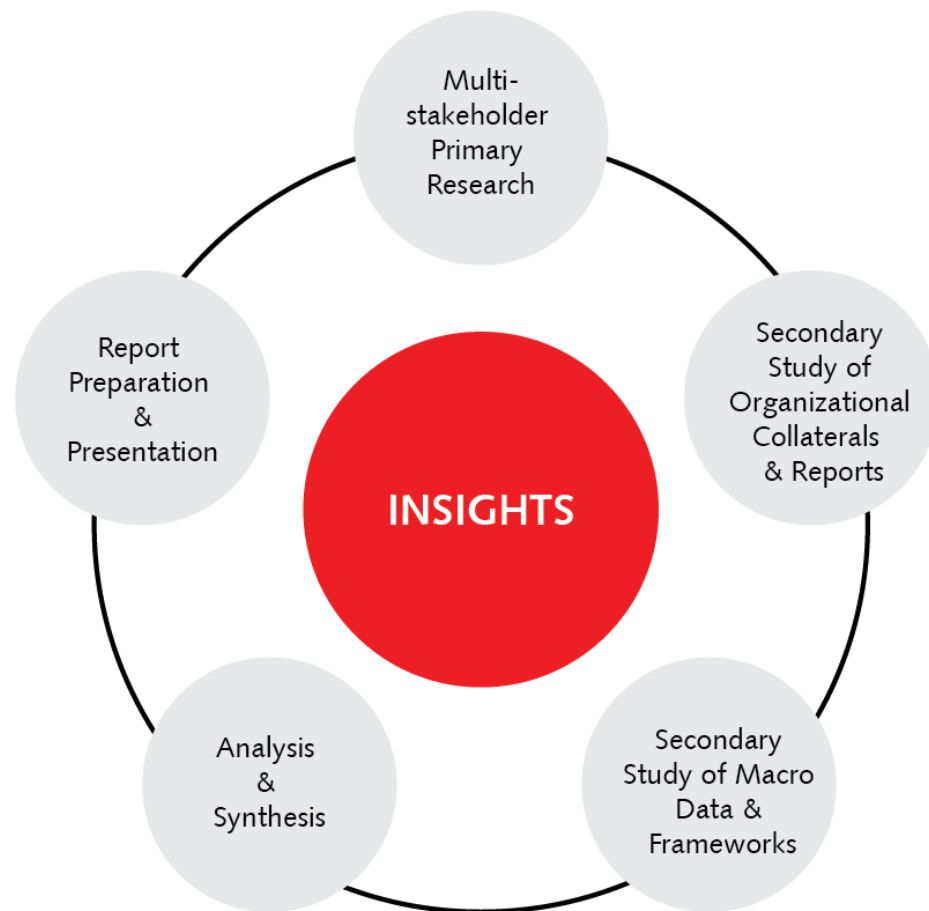 Multi-
stakeholder
Primary
Research
Secondary
Study of
Organizational
Collaterals
& Reports
Secondary
Study of Macro
Data &
Frameworks
Analysis
&
Synthesis
Report
Preparation
&
Presentation
INSIGHTS